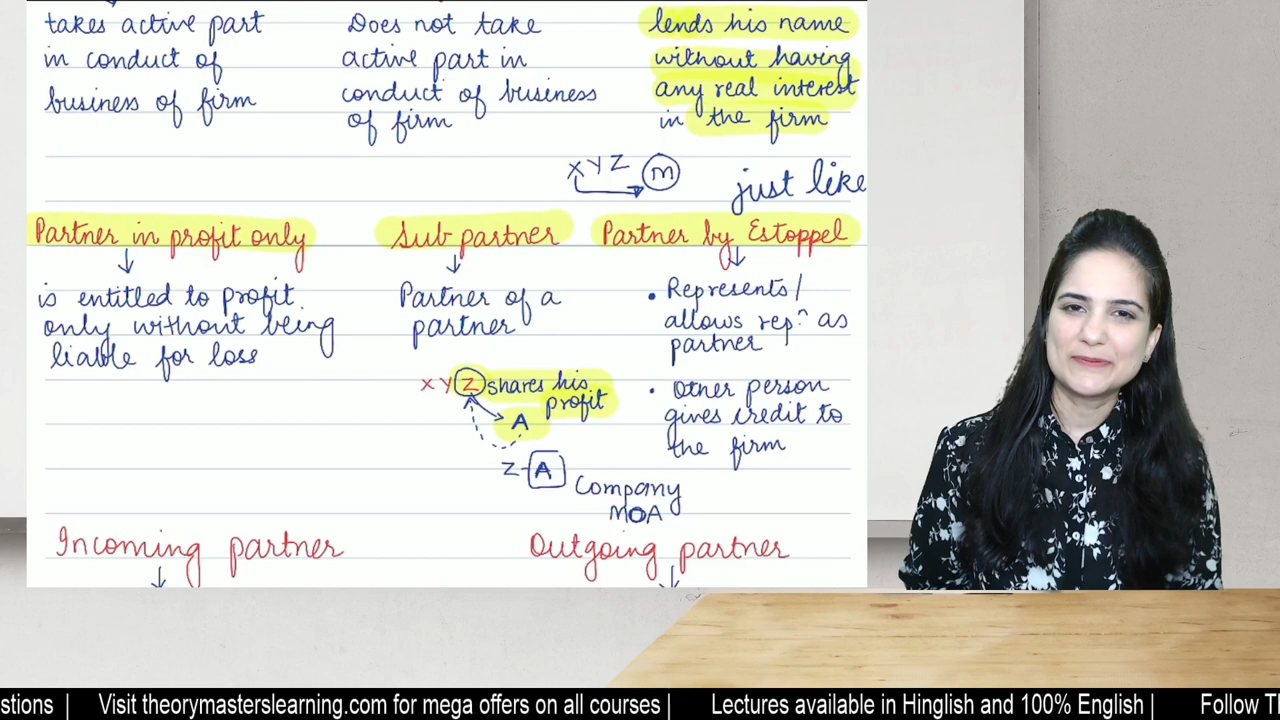 takes active part
in conduct of
business of firm
Does not take
active part in
conduct of business
of firm
lends his name
without having
any real interest
in the firm
X Y Z → m
just like
Partner in profit only
is entitled to profit
only without being
liable for loss
Sub partner
Partner of a
partner
X Y Z shares his
profit
A
Z-A
Company
MOA
Partner by Estoppel
• Represents/
allows repⁿ as
partner
• Other person
gives credit to
the firm
Incoming partner
Outgoing partner
stions | Visit theorymasterslearning.com for mega offers on all courses | Lectures available in Hinglish and 100% English | Follow T